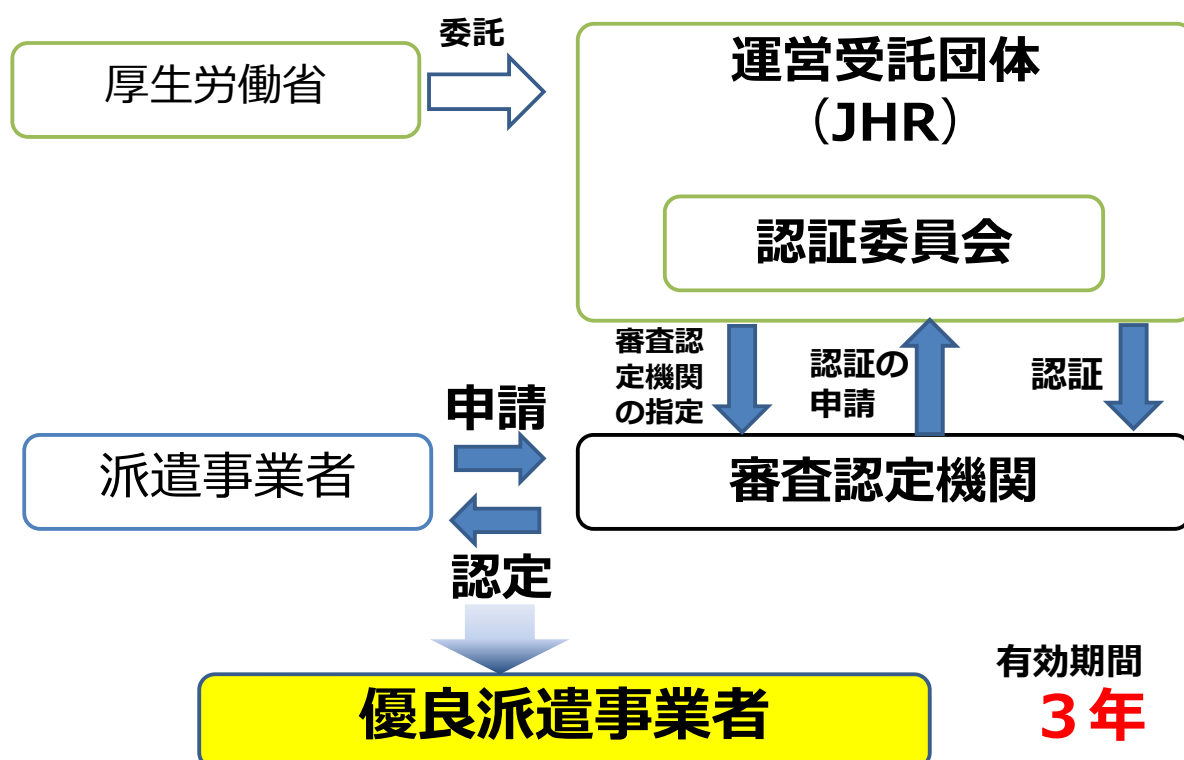 委託
厚生労働省
運営受託団体
（JHR）
認証委員会
審査認
定機関
の指定
認証の
申請
認証
申請
派遣事業者
審査認定機関
認定
優良派遣事業者
有効期間
３年